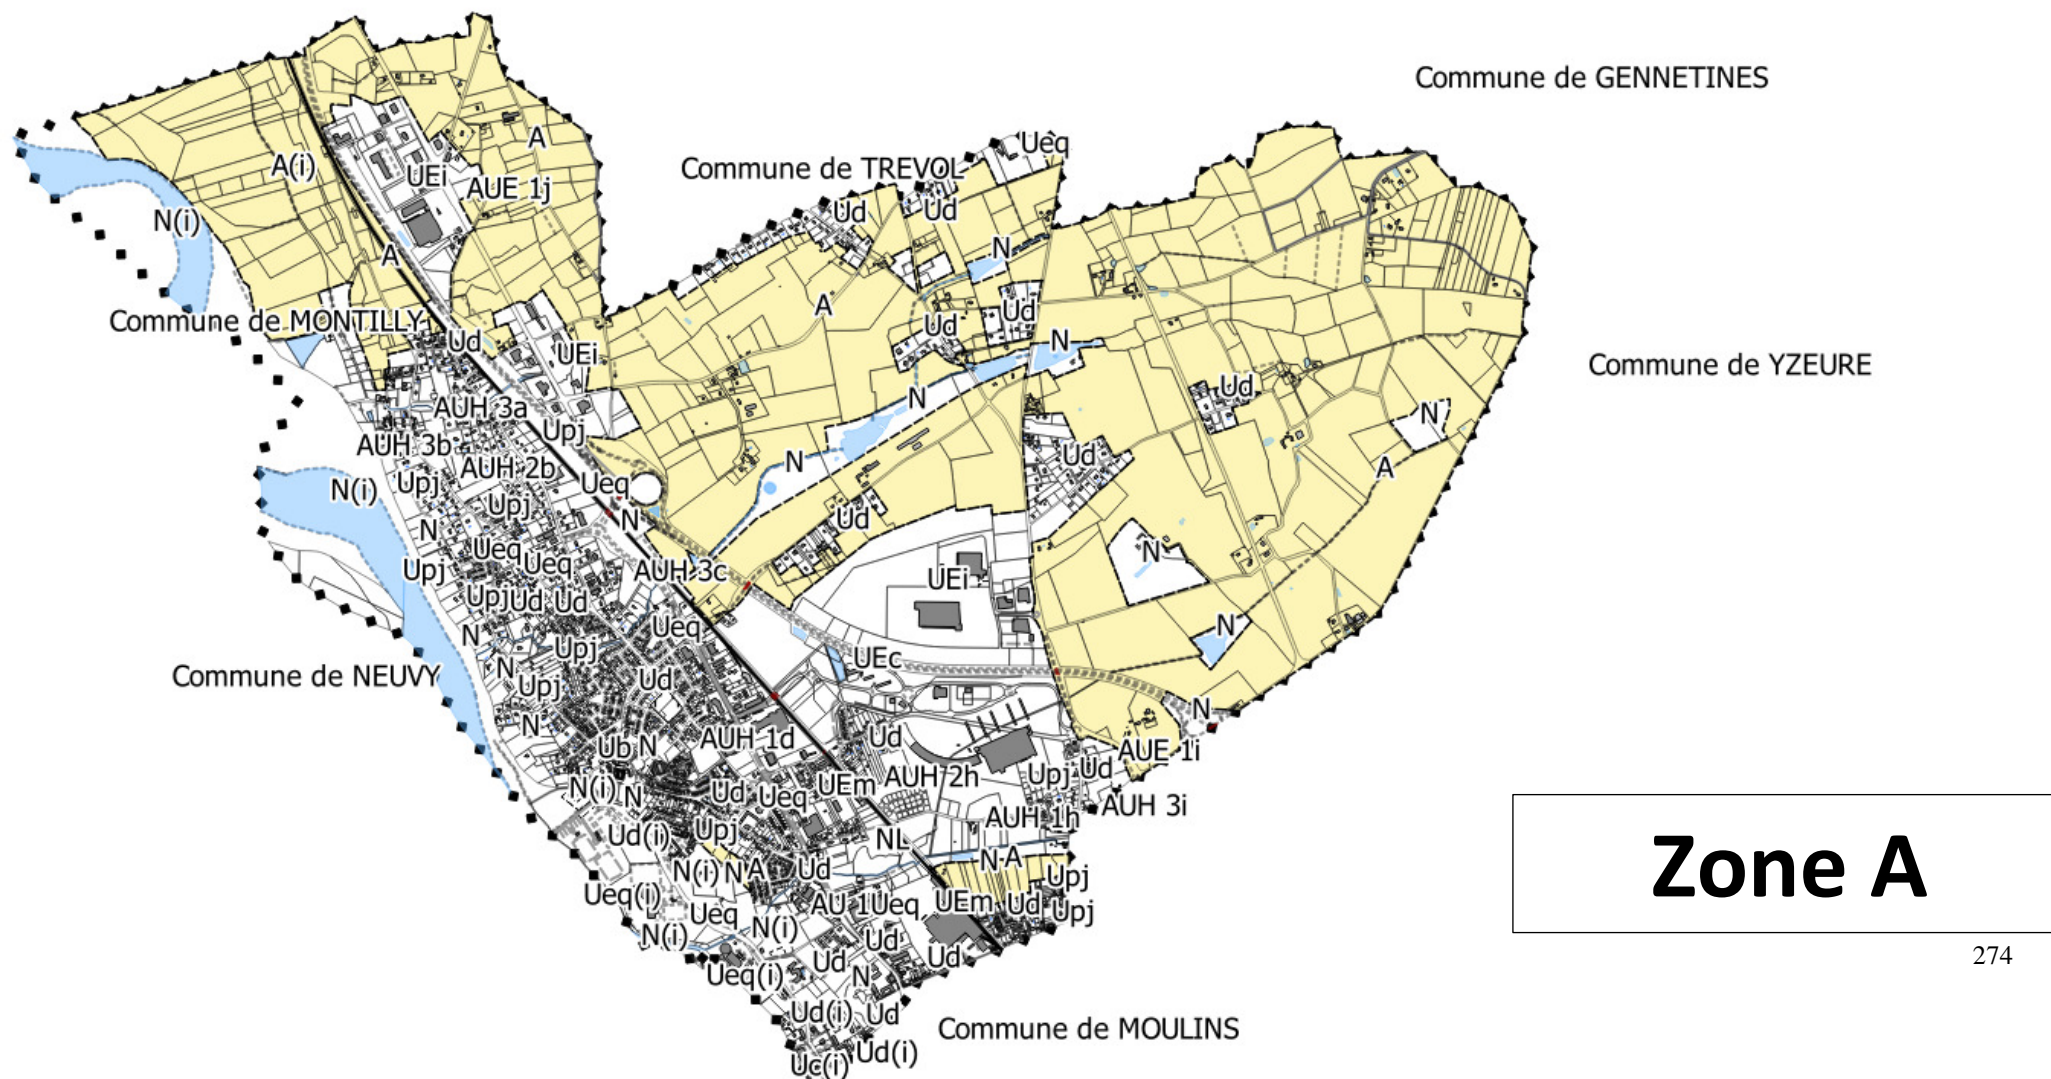 Commune de GENNETINES
Ueq
A
Commune de TREVOL
A(i)
UEi
AUE 1j
N(i)
Ud
Ud
N
A
A
Ud
Commune de MONTILLY
Ud
Ud
N
UEi
Commune de YZEURE
Ud
N
AUH 3a
N
Upj
AUH 3b
Ud
N
AUH 2b
A
Upj
Ueq
N(i)
Upj
N
Ud
N
Ueq
Ueq
N
Upj
AUH 3c
UEi
Upj
Ud
Ud
N
Ueq
N
Upj
UEc
N
Commune de NEUVY
Upj
Ud
N
N
Ub
N
AUH 1d
Ud
AUE 1i
Upj
Ud
AUH 2h
UEm
N(i)
N
Ud
Ueq
AUH 3i
AUH 1h
Ud(i)
Upj
NL
N
A
Zone A
N(i)
N
A
Ud
Upj
Ueq(i)
AU 1
Ueq
UEm
Ud
Upj
Ueq
N(i)
N(i)
Ud
274
Ud
Ud
Ueq(i)
N
Ud(i)
Ud
Commune de MOULINS
Ud(i)
Uc(i)